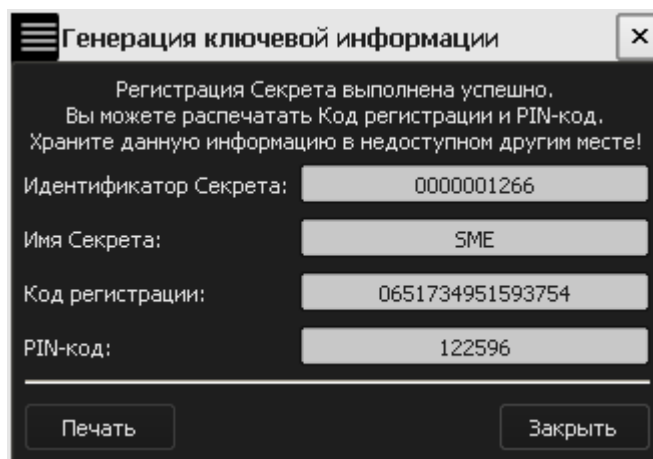 Генерация ключевой информации
Регистрация Секрета выполнена успешно.
Вы можете распечатать Код регистрации и PIN-код.
Храните данную информацию в недоступном другим месте!
Идентификатор Секрета: 0000001266
Имя Секрета: SME
Код регистрации: 0651734951593754
PIN-код: 122596
Печать Закрыть